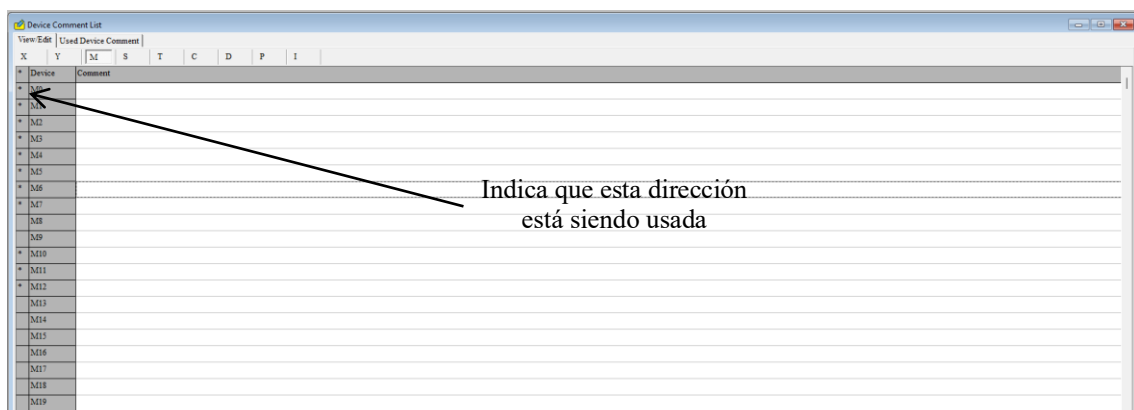 Device Comment List
View/Edit Used Device Comment
X Y M S T C D P I
* Device Comment
* M0
* M1
* M2
* M3
* M4
* M5
* M6
* M7
M8
M9
* M10
* M11
* M12
M13
M14
M15
M16
M17
M18
M19
Indica que esta dirección
está siendo usada